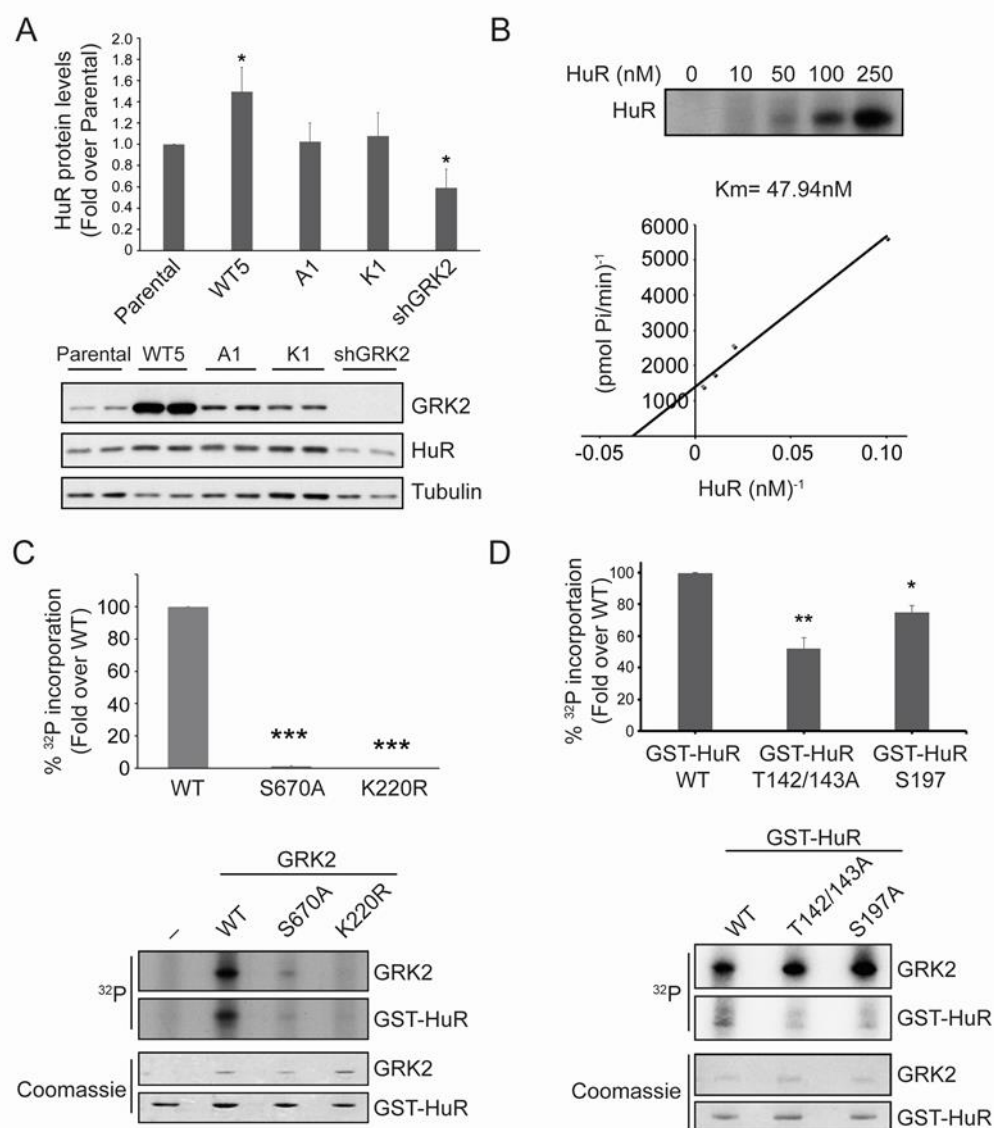 A
HuR protein levels
(Fold over Parental)
2.0
1.8
1.6
1.4
1.2
1.0
0.8
0.6
0.4
0.2
0
*
*
Parental
WT5
A1
K1
shGRK2
Parental WT5 A1 K1 shGRK2
GRK2
HuR
Tubulin
B
HuR (nM) 0 10 50 100 250
HuR
Km= 47.94nM
(pmol Pi/min)-1
6000
5000
4000
3000
2000
1000
-0.05 0 0.05 0.10
HuR (nM)-1
C
% 32P incorporation
(Fold over WT)
100
80
60
40
20
0
*** ***
WT S670A K220R
GRK2
– WT S670A K220R
32P
GRK2
GST-HuR
Coomassie
GRK2
GST-HuR
D
% 32P incorportaion
(Fold over WT)
100
80
60
40
20
0
** *
GST-HuR GST-HuR GST-HuR
WT T142/143A S197
GST-HuR
WT T142/143A S197A
32P
GRK2
GST-HuR
Coomassie
GRK2
GST-HuR